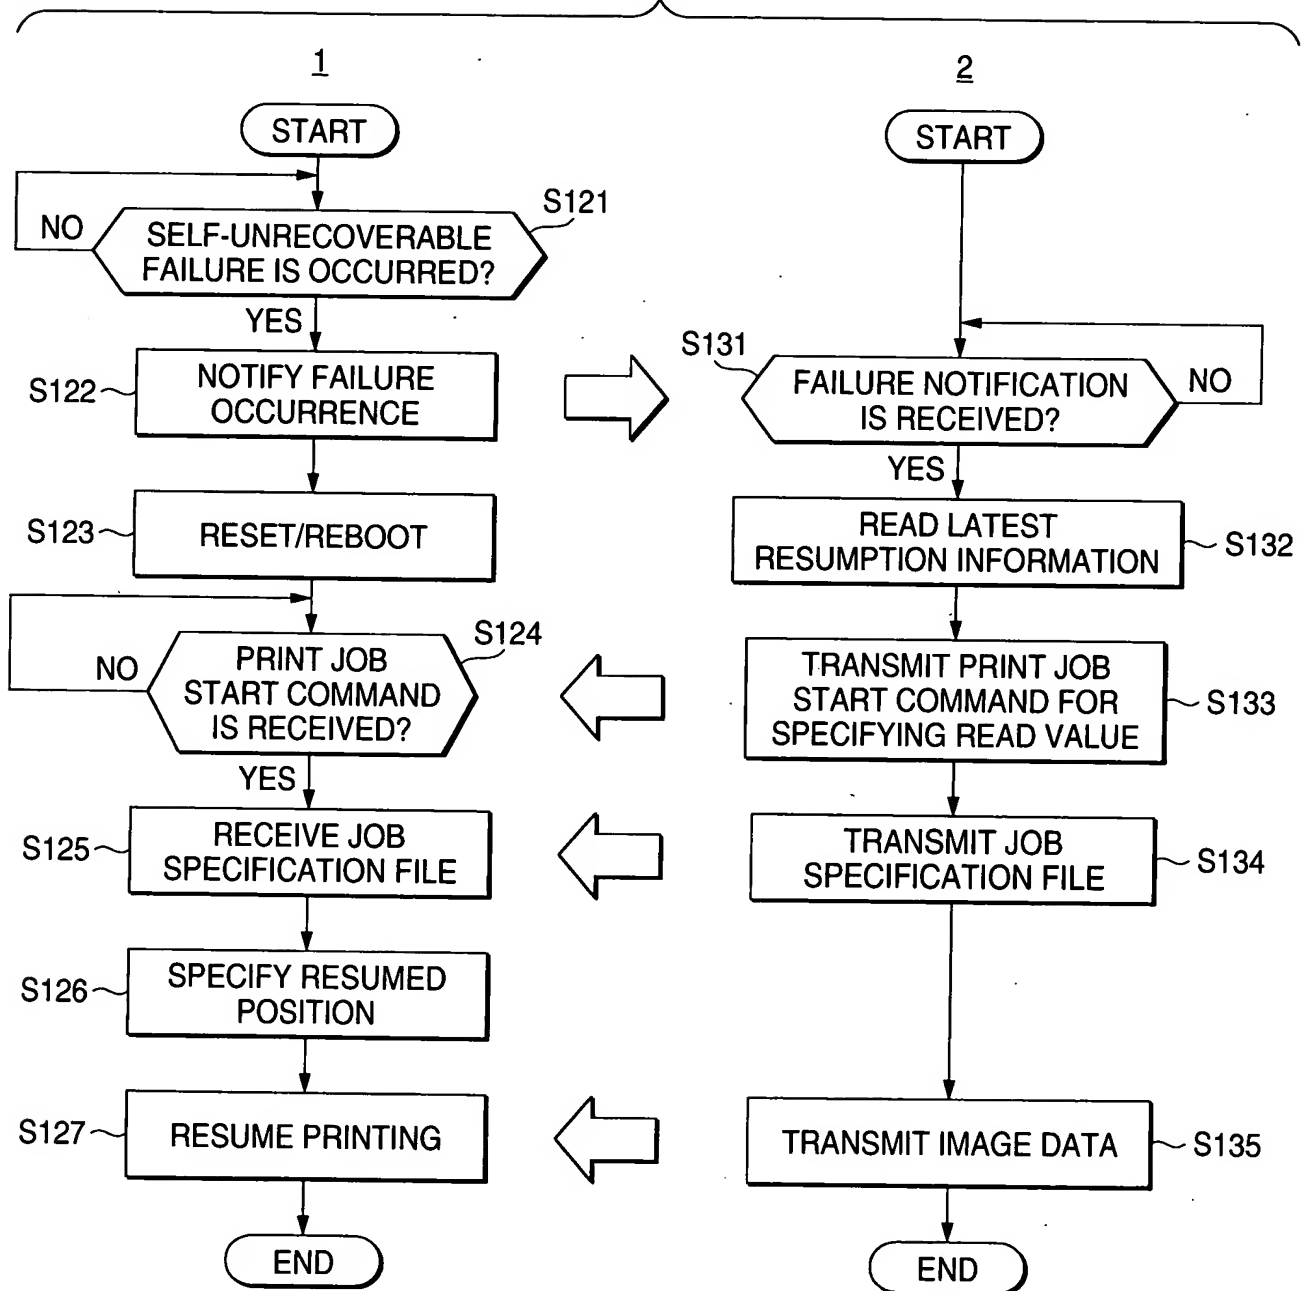 1
START
S121
NO
SELF-UNRECOVERABLE
FAILURE IS OCCURRED?
YES
S122
NOTIFY FAILURE
OCCURRENCE
S123
RESET/REBOOT
S124
NO
PRINT JOB
START COMMAND
IS RECEIVED?
YES
S125
RECEIVE JOB
SPECIFICATION FILE
S126
SPECIFY RESUMED
POSITION
S127
RESUME PRINTING
END
2
START
S131
FAILURE NOTIFICATION
IS RECEIVED?
NO
YES
READ LATEST
RESUMPTION INFORMATION
S132
TRANSMIT PRINT JOB
START COMMAND FOR
SPECIFYING READ VALUE
S133
TRANSMIT JOB
SPECIFICATION FILE
S134
TRANSMIT IMAGE DATA
S135
END